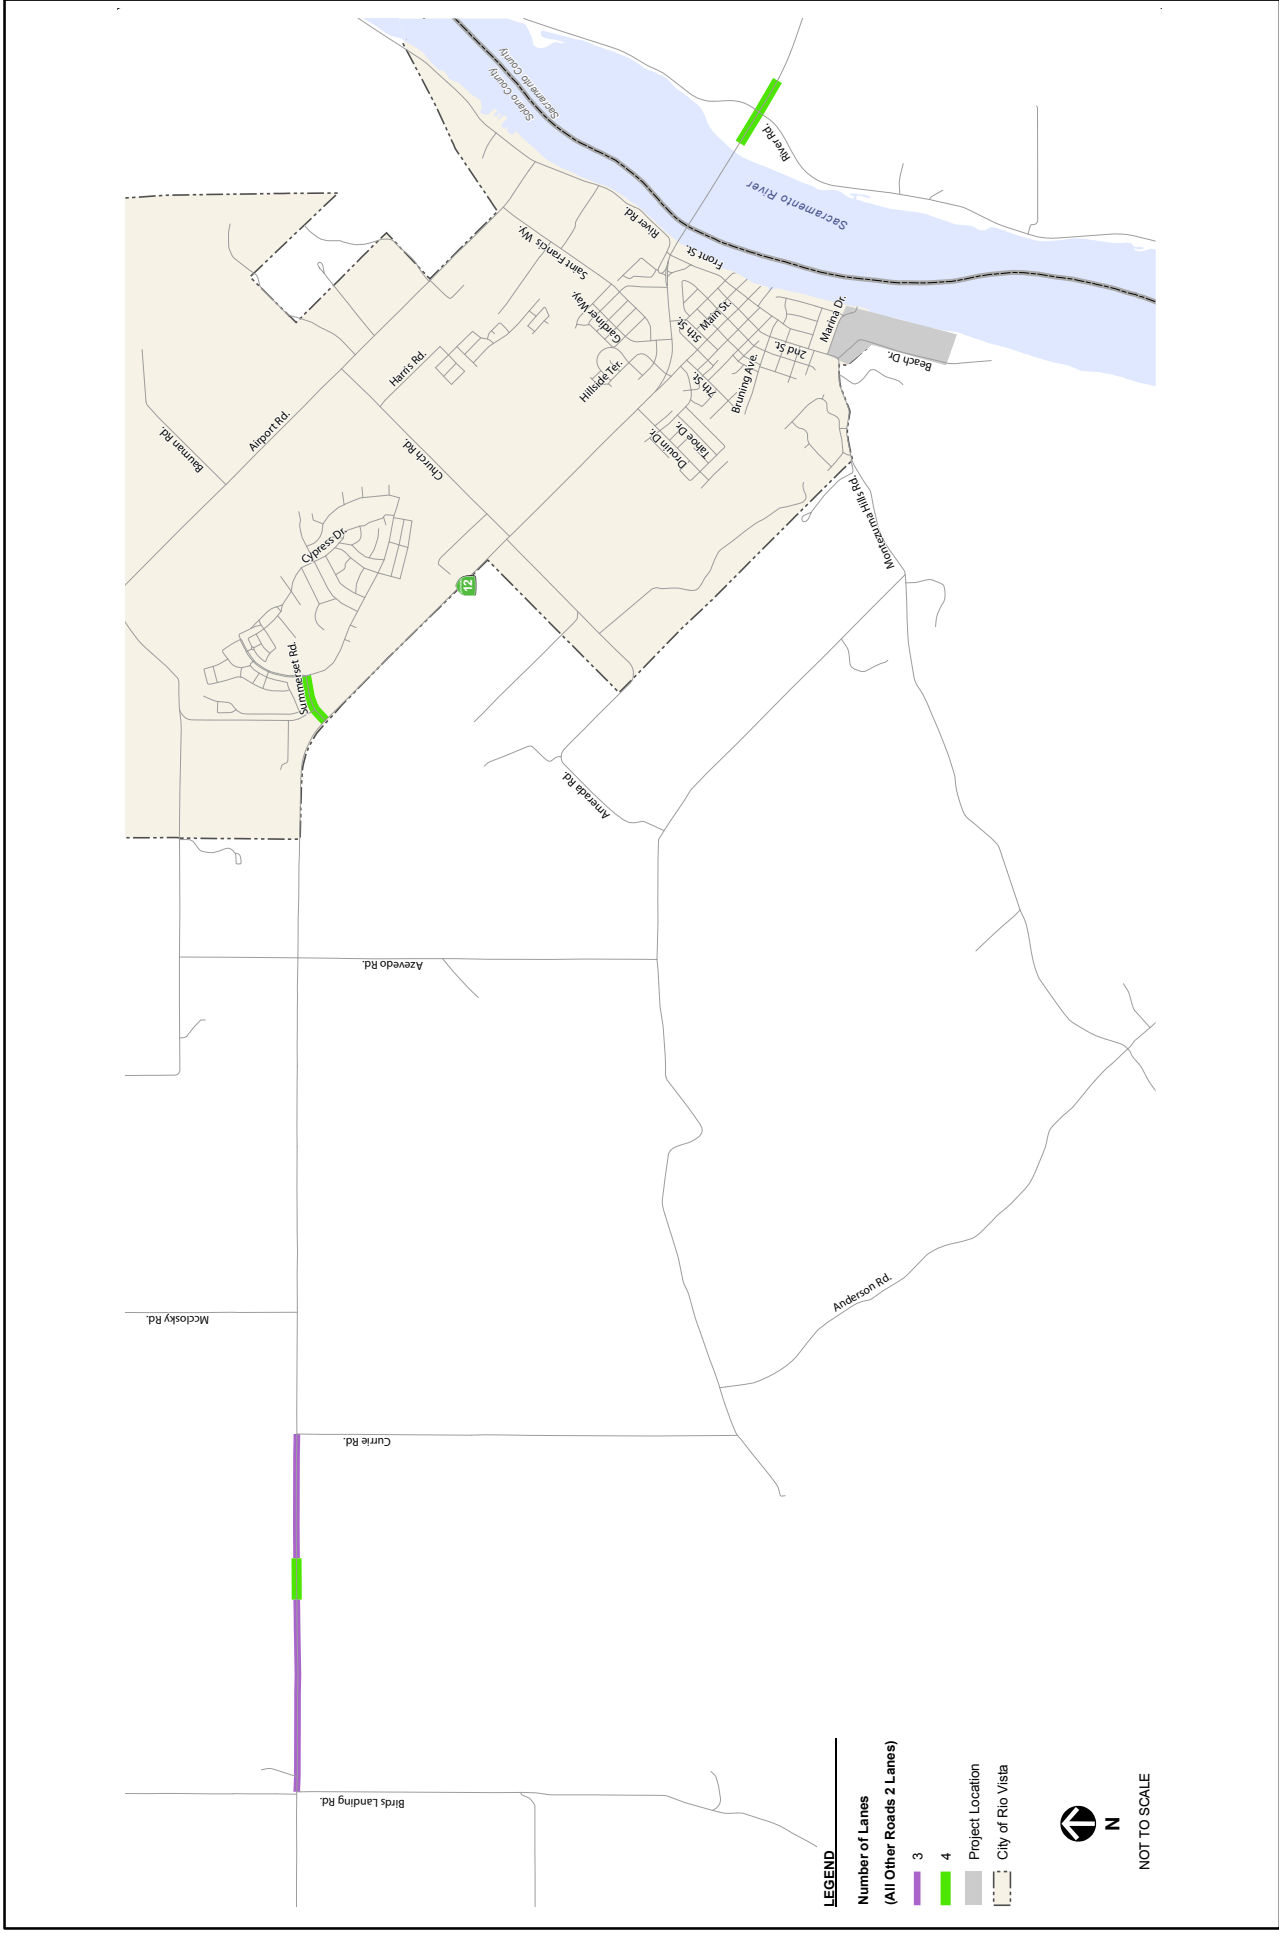 Solano County
Sacramento County
River Rd.
Sacramento River
River Rd.
Front St.
Saint Francis Wy.
Gardiner Way.
Main St.
5th St.
Marina Dr.
2nd St.
Beach Dr.
Hillside Ter.
7th St.
Bruning Ave.
Harris Rd.
Tahoe Dr.
Drouin Dr.
Airport Rd.
Church Rd.
Bauman Rd.
Montezuma Hills Rd.
Cypress Dr.
12
Summerset Rd.
Amerada Rd.
Azevedo Rd.
Anderson Rd.
Mcclosky Rd.
Currie Rd.
Birds Landing Rd.
LEGEND
Number of Lanes
(All Other Roads 2 Lanes)
3
4
Project Location
City of Rio Vista
N
NOT TO SCALE